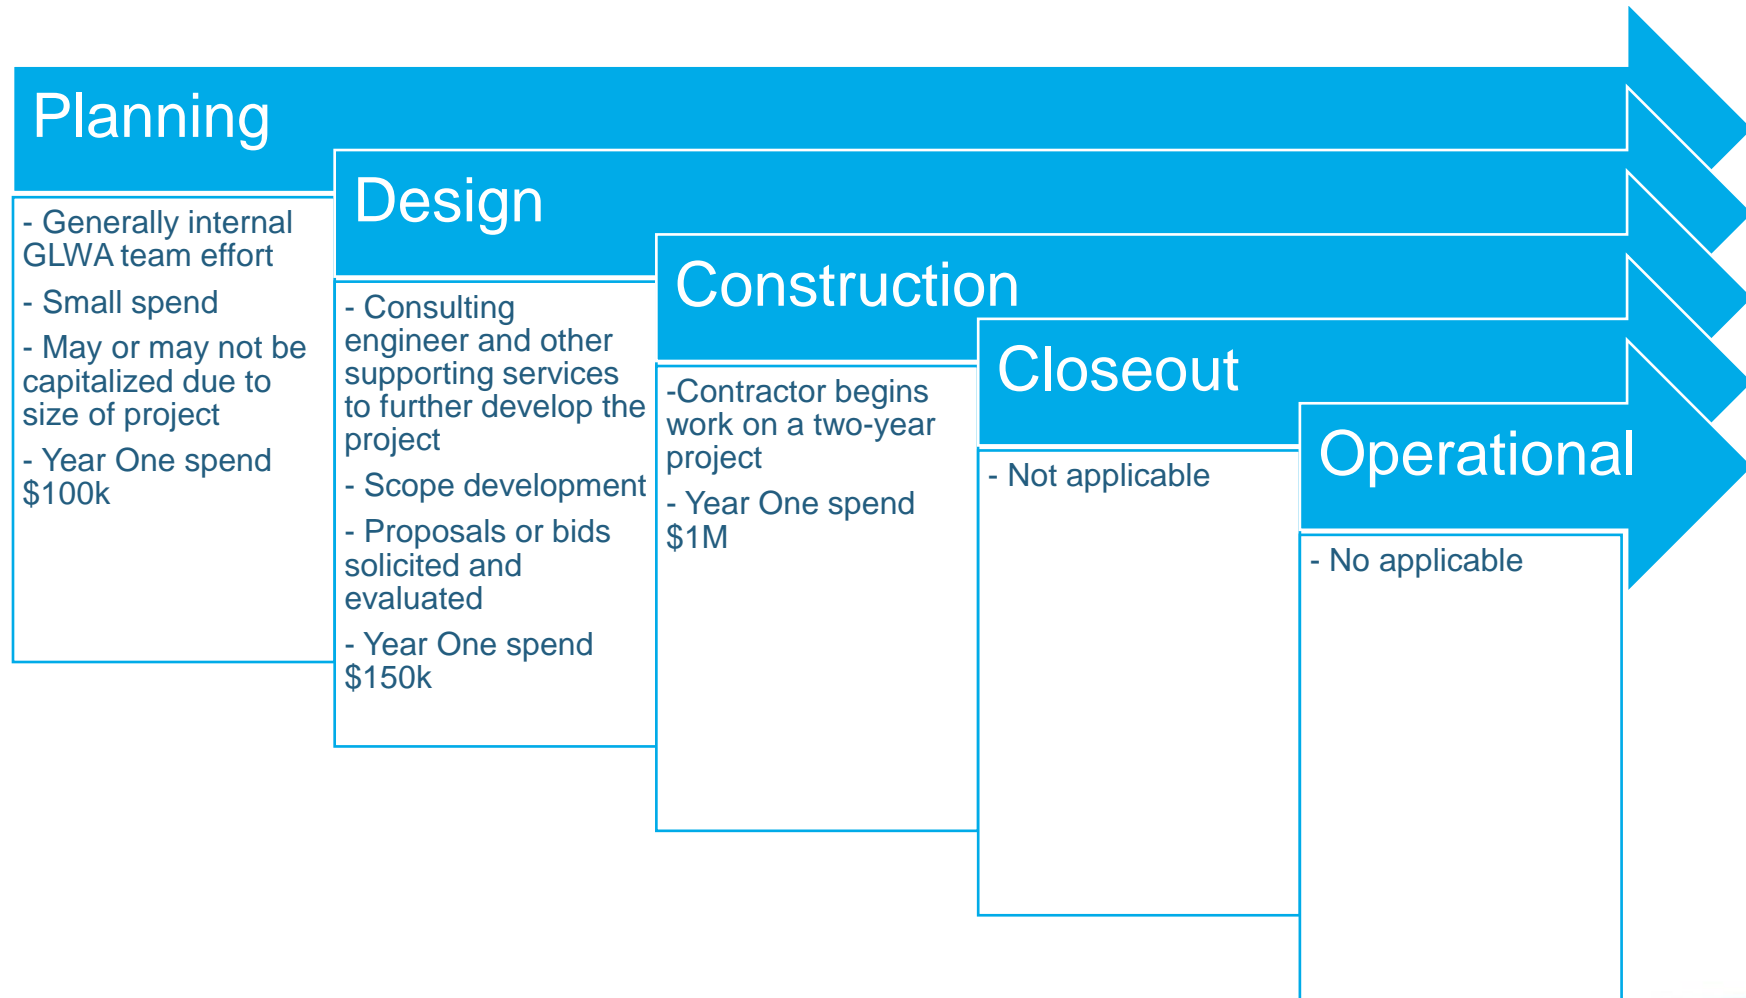 Planning
- Generally internal
GLWA team effort
- Small spend
- May or may not be
capitalized due to
size of project
- Year One spend
$100k
Design
- Consulting
engineer and other
supporting services
to further develop the
project
- Scope development
- Proposals or bids
solicited and
evaluated
- Year One spend
$150k
Construction
-Contractor begins
work on a two-year
project
- Year One spend
$1M
Closeout
- Not applicable
Operational
- No applicable